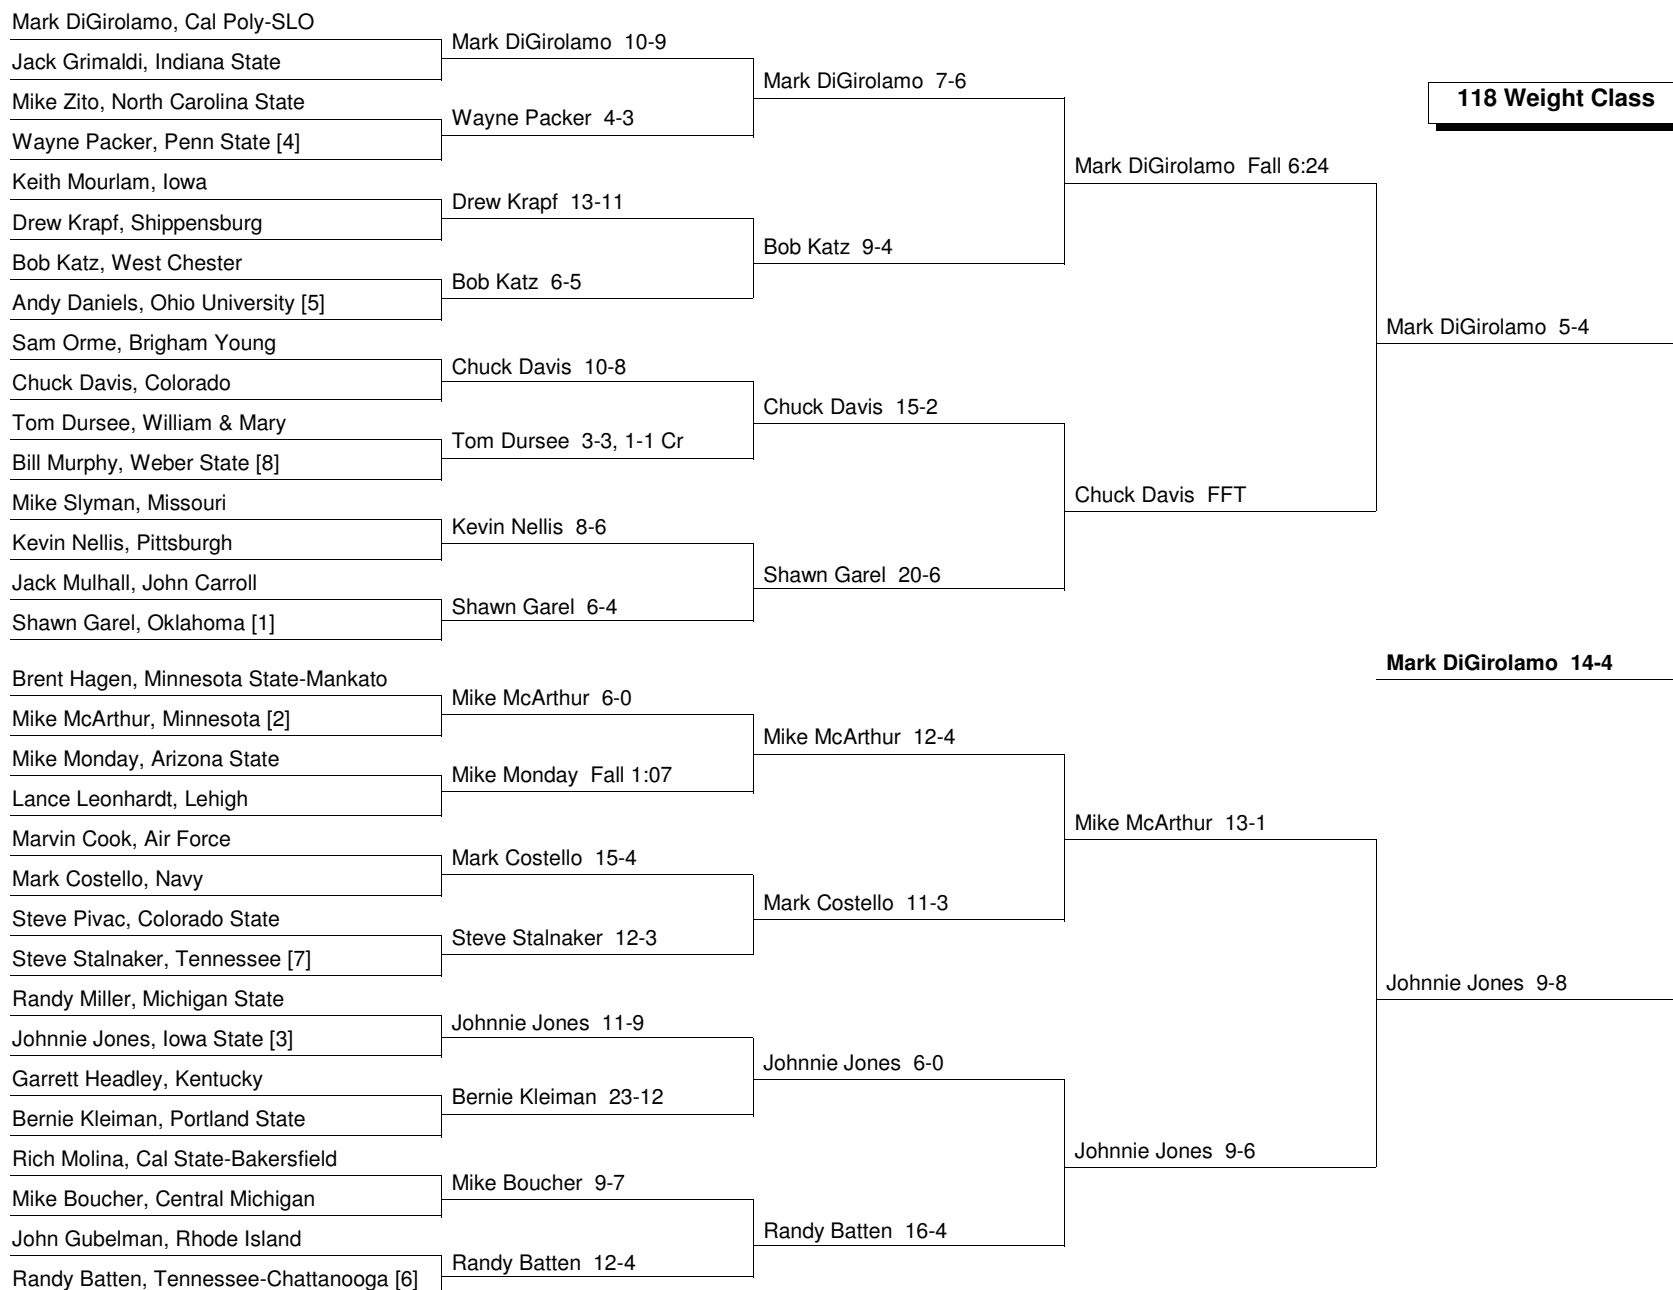 Mark DiGirolamo, Cal Poly-SLO
Jack Grimaldi, Indiana State
Mike Zito, North Carolina State
Wayne Packer, Penn State [4]
Keith Mourlam, Iowa
Drew Krapf, Shippensburg
Bob Katz, West Chester
Andy Daniels, Ohio University [5]
Sam Orme, Brigham Young
Chuck Davis, Colorado
Tom Dursee, William & Mary
Bill Murphy, Weber State [8]
Mike Slyman, Missouri
Kevin Nellis, Pittsburgh
Jack Mulhall, John Carroll
Shawn Garel, Oklahoma [1]
Brent Hagen, Minnesota State-Mankato
Mike McArthur, Minnesota [2]
Mike Monday, Arizona State
Lance Leonhardt, Lehigh
Marvin Cook, Air Force
Mark Costello, Navy
Steve Pivac, Colorado State
Steve Stalnaker, Tennessee [7]
Randy Miller, Michigan State
Johnnie Jones, Iowa State [3]
Garrett Headley, Kentucky
Bernie Kleiman, Portland State
Rich Molina, Cal State-Bakersfield
Mike Boucher, Central Michigan
John Gubelman, Rhode Island
Randy Batten, Tennessee-Chattanooga [6]
Mark DiGirolamo 10-9
Wayne Packer 4-3
Drew Krapf 13-11
Bob Katz 6-5
Chuck Davis 10-8
Tom Dursee 3-3, 1-1 Cr
Kevin Nellis 8-6
Shawn Garel 6-4
Mike McArthur 6-0
Mike Monday Fall 1:07
Mark Costello 15-4
Steve Stalnaker 12-3
Johnnie Jones 11-9
Bernie Kleiman 23-12
Mike Boucher 9-7
Randy Batten 12-4
Mark DiGirolamo 7-6
Bob Katz 9-4
Chuck Davis 15-2
Shawn Garel 20-6
Mike McArthur 12-4
Mark Costello 11-3
Johnnie Jones 6-0
Randy Batten 16-4
Mark DiGirolamo Fall 6:24
Chuck Davis FFT
Mike McArthur 13-1
Johnnie Jones 9-6
118 Weight Class
Mark DiGirolamo 5-4
Mark DiGirolamo 14-4
Johnnie Jones 9-8